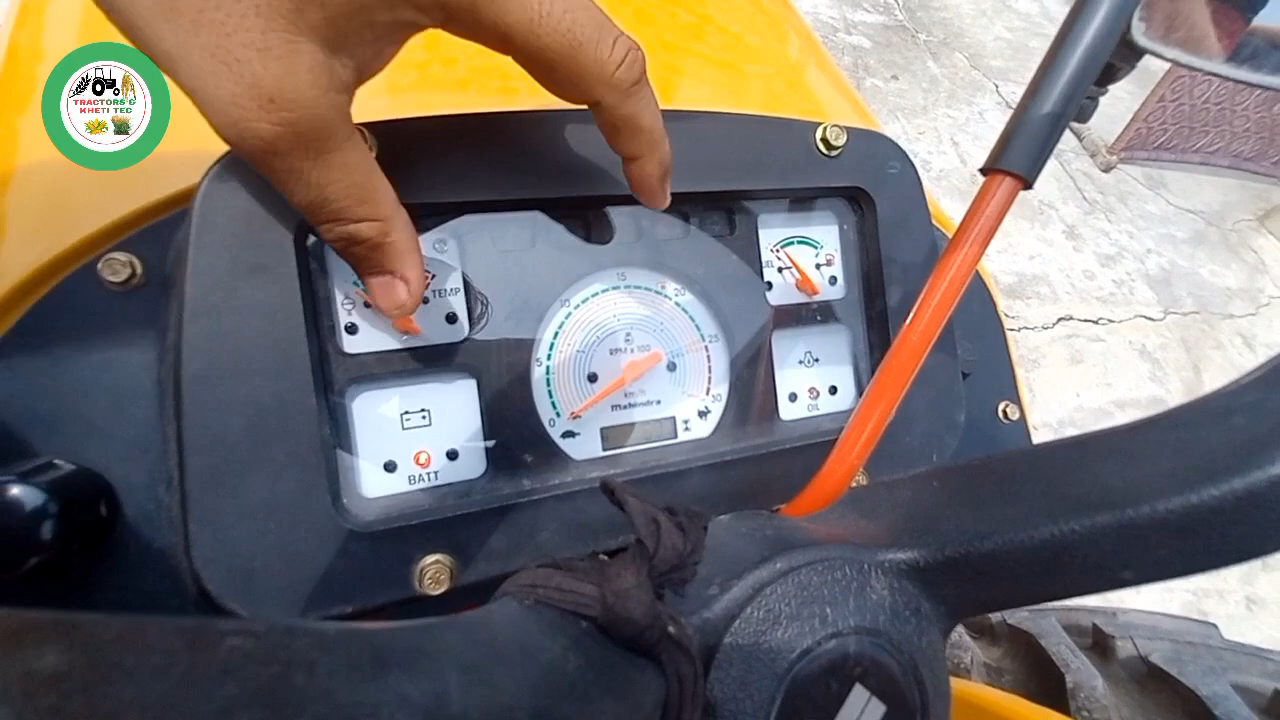 TRACTORS &
KHETI TEC
TEMP
BATT
0
5
10
15
20
25
30
RPM x 100
km/h
mahindra
OIL